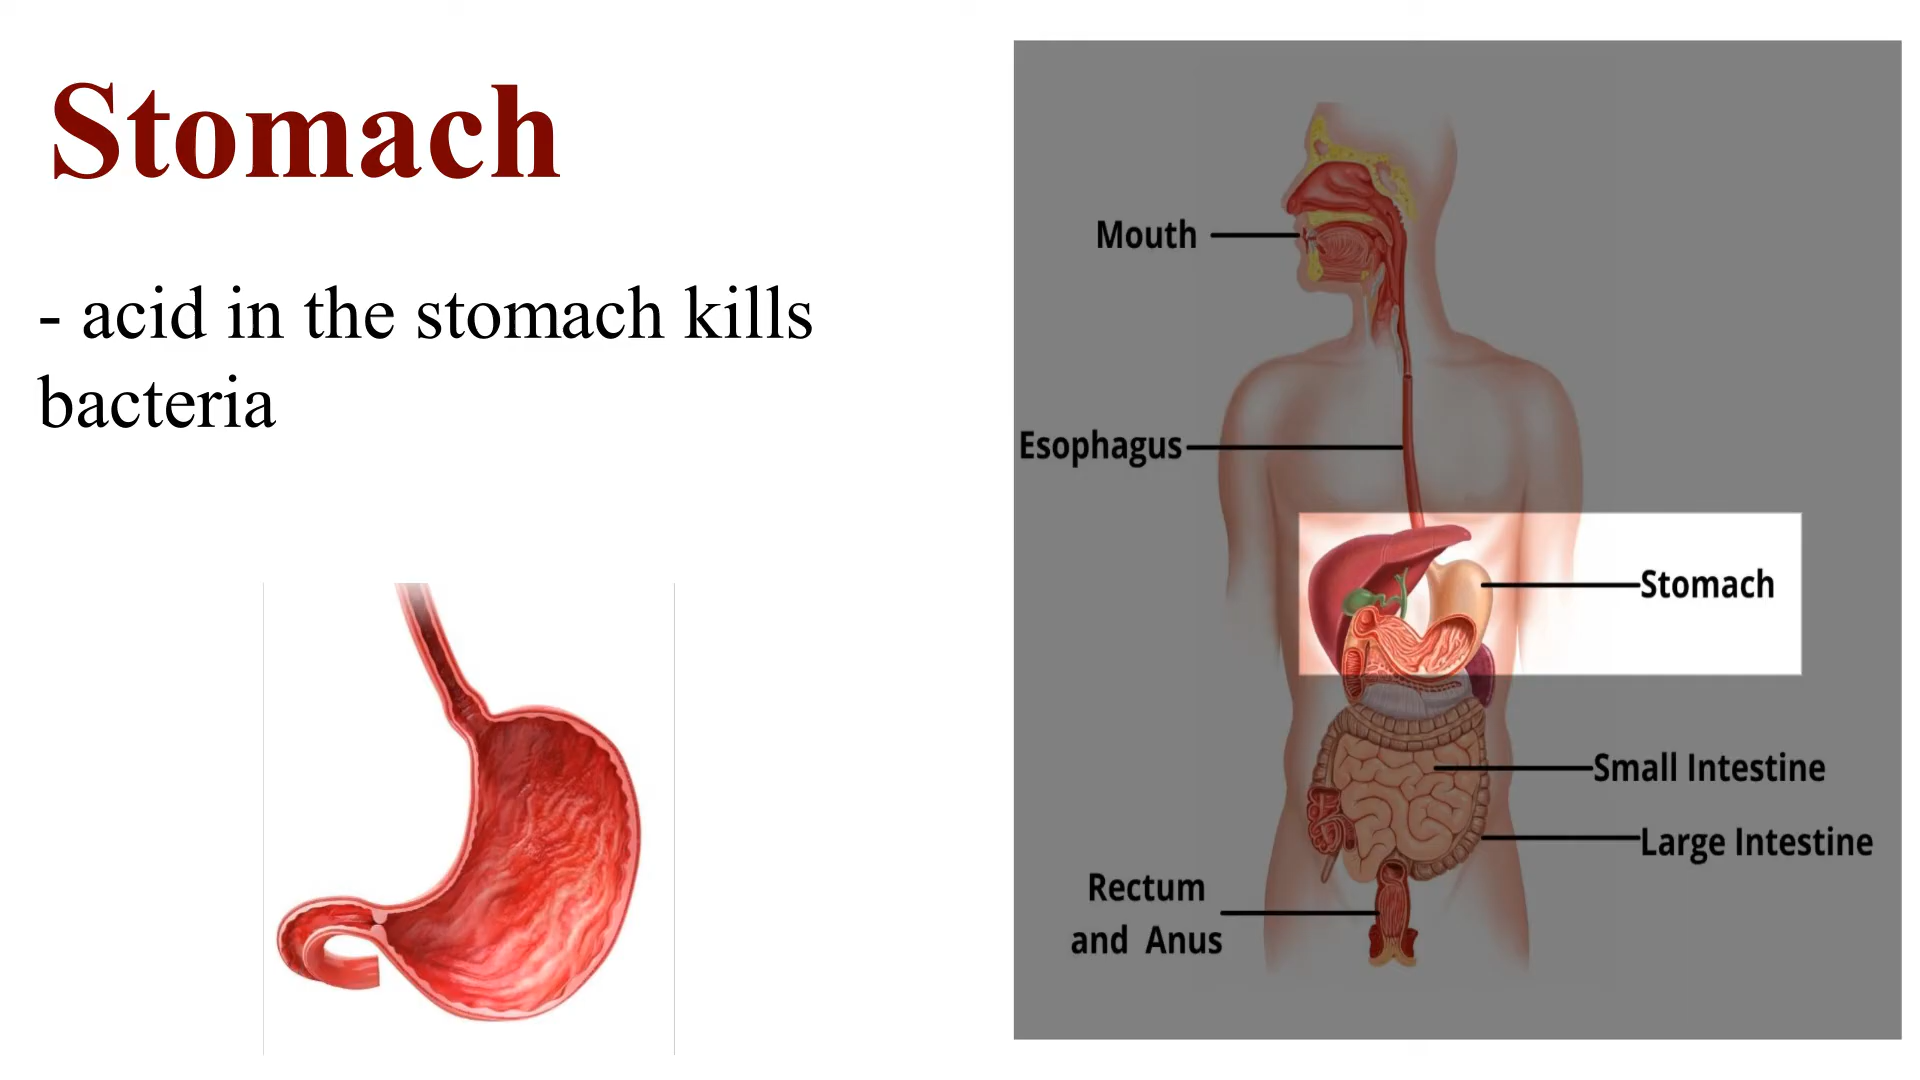 Stomach
- acid in the stomach kills
bacteria
Mouth
Esophagus
Stomach
Small Intestine
Large Intestine
Rectum
and Anus